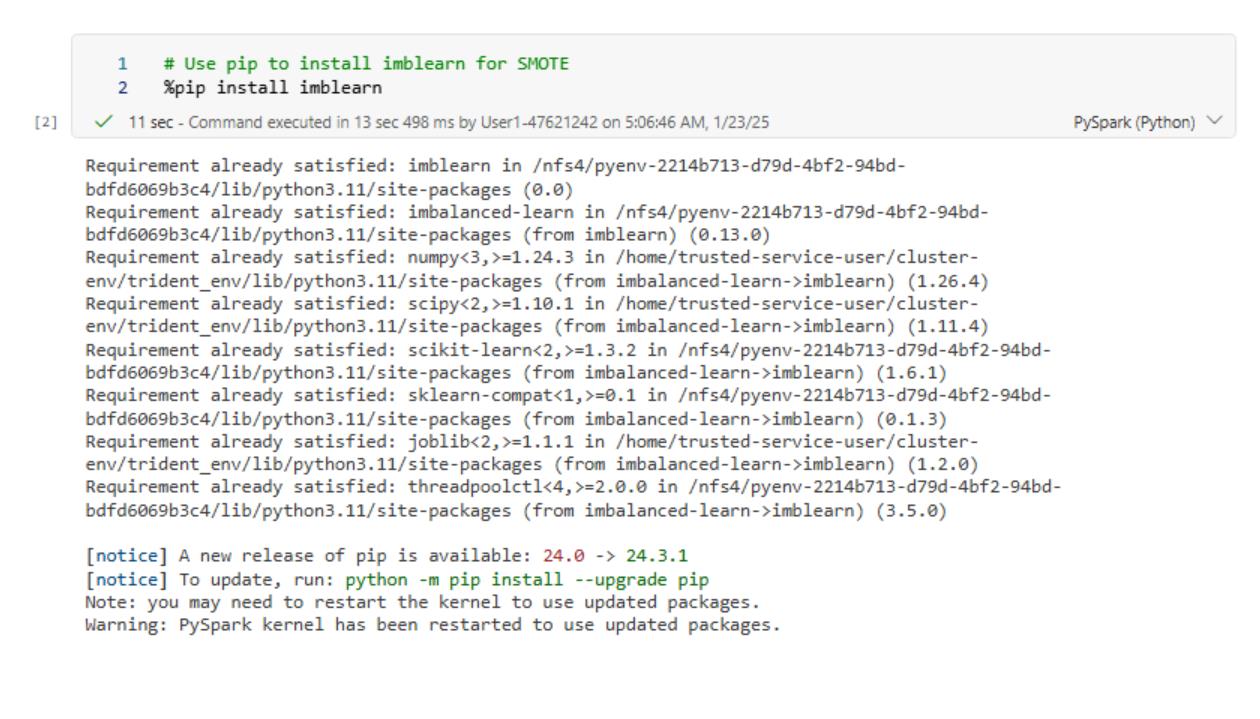 1 # Use pip to install imblearn for SMOTE
2 %pip install imblearn
[2] 11 sec - Command executed in 13 sec 498 ms by User1-47621242 on 5:06:46 AM, 1/23/25 PySpark (Python)
Requirement already satisfied: imblearn in /nfs4/pyenv-2214b713-d79d-4bf2-94bd-
bdfd6069b3c4/lib/python3.11/site-packages (0.0)
Requirement already satisfied: imbalanced-learn in /nfs4/pyenv-2214b713-d79d-4bf2-94bd-
bdfd6069b3c4/lib/python3.11/site-packages (from imblearn) (0.13.0)
Requirement already satisfied: numpy<3,>=1.24.3 in /home/trusted-service-user/cluster-
env/trident_env/lib/python3.11/site-packages (from imbalanced-learn->imblearn) (1.26.4)
Requirement already satisfied: scipy<2,>=1.10.1 in /home/trusted-service-user/cluster-
env/trident_env/lib/python3.11/site-packages (from imbalanced-learn->imblearn) (1.11.4)
Requirement already satisfied: scikit-learn<2,>=1.3.2 in /nfs4/pyenv-2214b713-d79d-4bf2-94bd-
bdfd6069b3c4/lib/python3.11/site-packages (from imbalanced-learn->imblearn) (1.6.1)
Requirement already satisfied: sklearn-compat<1,>=0.1 in /nfs4/pyenv-2214b713-d79d-4bf2-94bd-
bdfd6069b3c4/lib/python3.11/site-packages (from imbalanced-learn->imblearn) (0.1.3)
Requirement already satisfied: joblib<2,>=1.1.1 in /home/trusted-service-user/cluster-
env/trident_env/lib/python3.11/site-packages (from imbalanced-learn->imblearn) (1.2.0)
Requirement already satisfied: threadpoolctl<4,>=2.0.0 in /nfs4/pyenv-2214b713-d79d-4bf2-94bd-
bdfd6069b3c4/lib/python3.11/site-packages (from imbalanced-learn->imblearn) (3.5.0)
[notice] A new release of pip is available: 24.0 -> 24.3.1
[notice] To update, run: python -m pip install --upgrade pip
Note: you may need to restart the kernel to use updated packages.
Warning: PySpark kernel has been restarted to use updated packages.